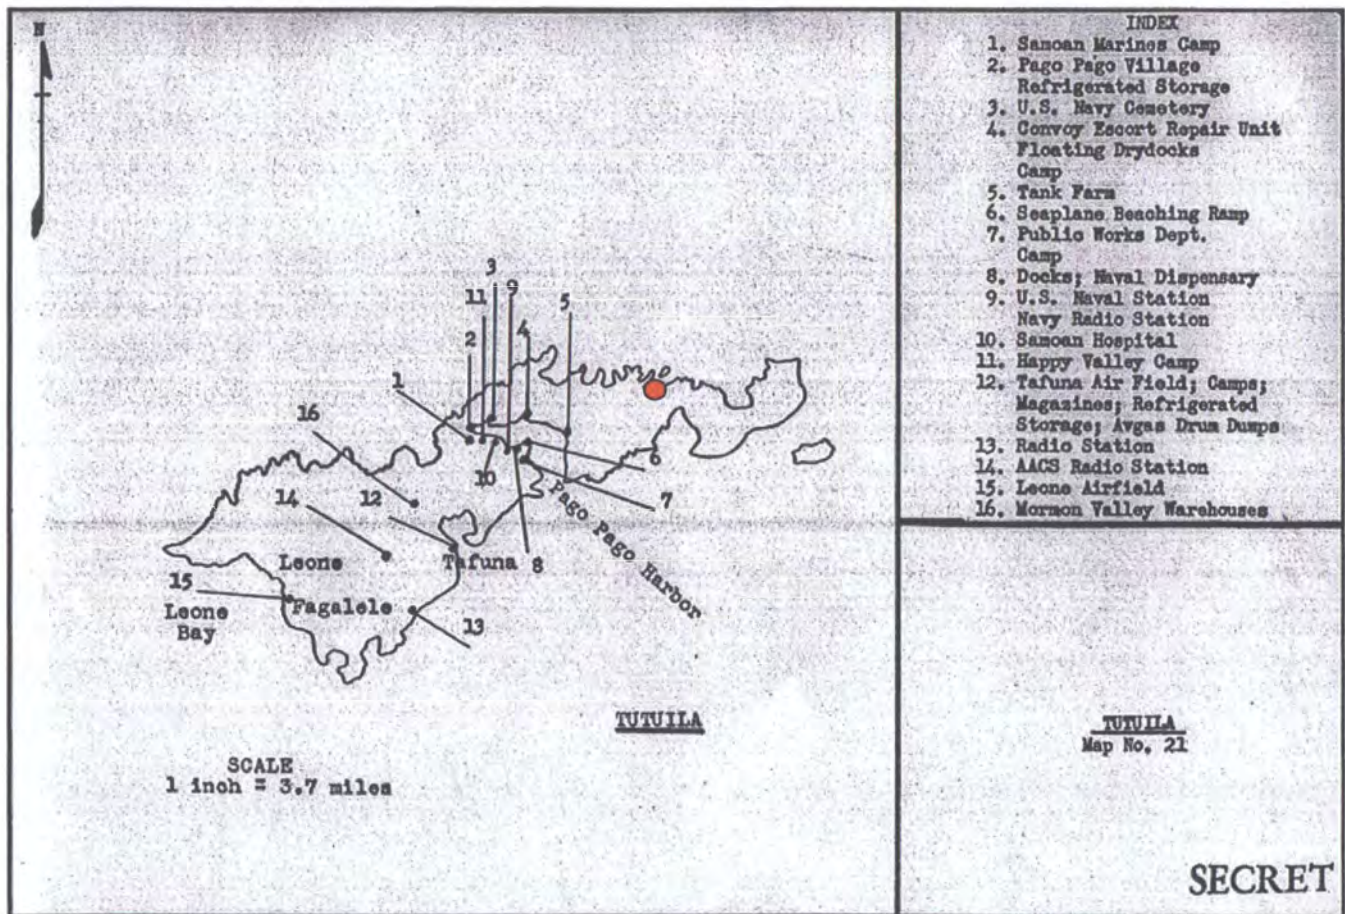 N
INDEX
1. Samoan Marines Camp
2. Pago Pago Village
Refrigerated Storage
3. U.S. Navy Cemetery
4. Convoy Escort Repair Unit
Floating Drydocks
Camp
5. Tank Farm
6. Seaplane Beaching Ramp
7. Public Works Dept.
Camp
8. Docks; Naval Dispensary
9. U.S. Naval Station
Navy Radio Station
10. Samoan Hospital
11. Happy Valley Camp
12. Tafuna Air Field; Camps;
Magazines; Refrigerated
Storage; Avgas Drum Dumps
13. Radio Station
14. AACS Radio Station
15. Leone Airfield
16. Mormon Valley Warehouses
3
11
9
5
2
4
1
16
10
6
14
12
7
Pago Pago Harbor
Leone
Tafuna
8
15
Fagalele
Leone
Bay
13
TUTUILA
SCALE
1 inch = 3.7 miles
TUTUILA
Map No. 21
SECRET